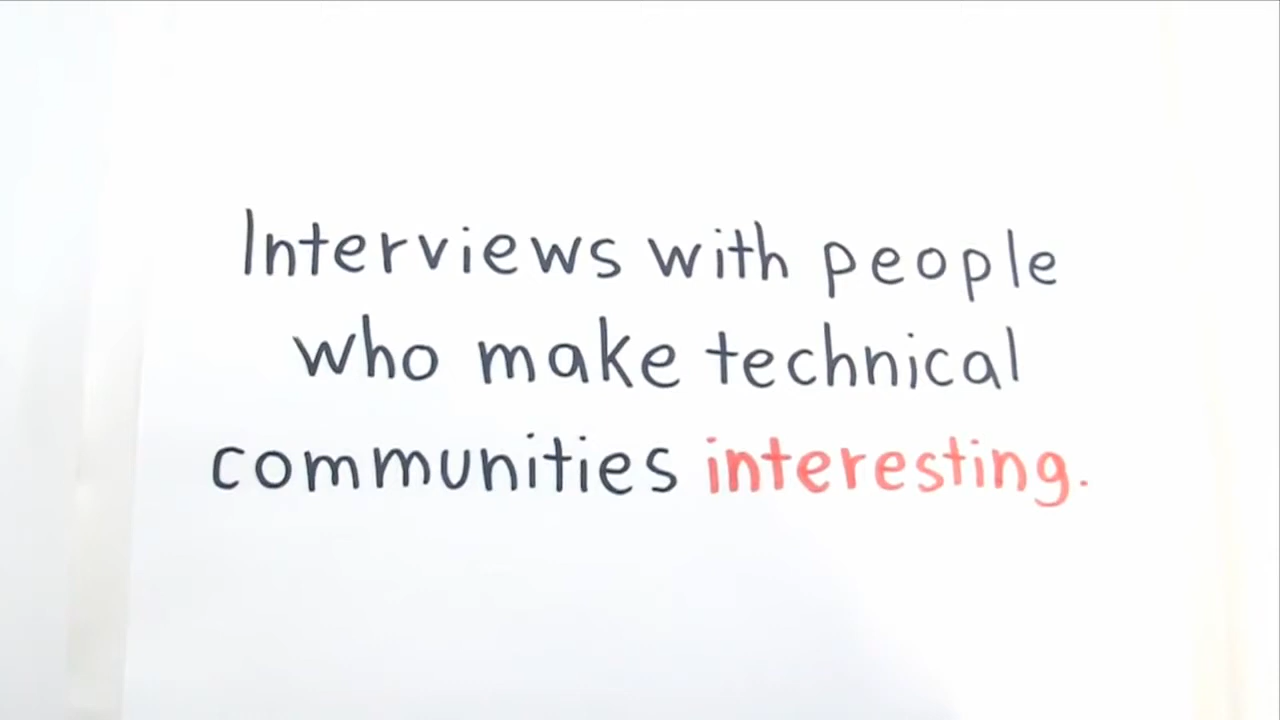 Interviews with people
who make technical
communities interesting.